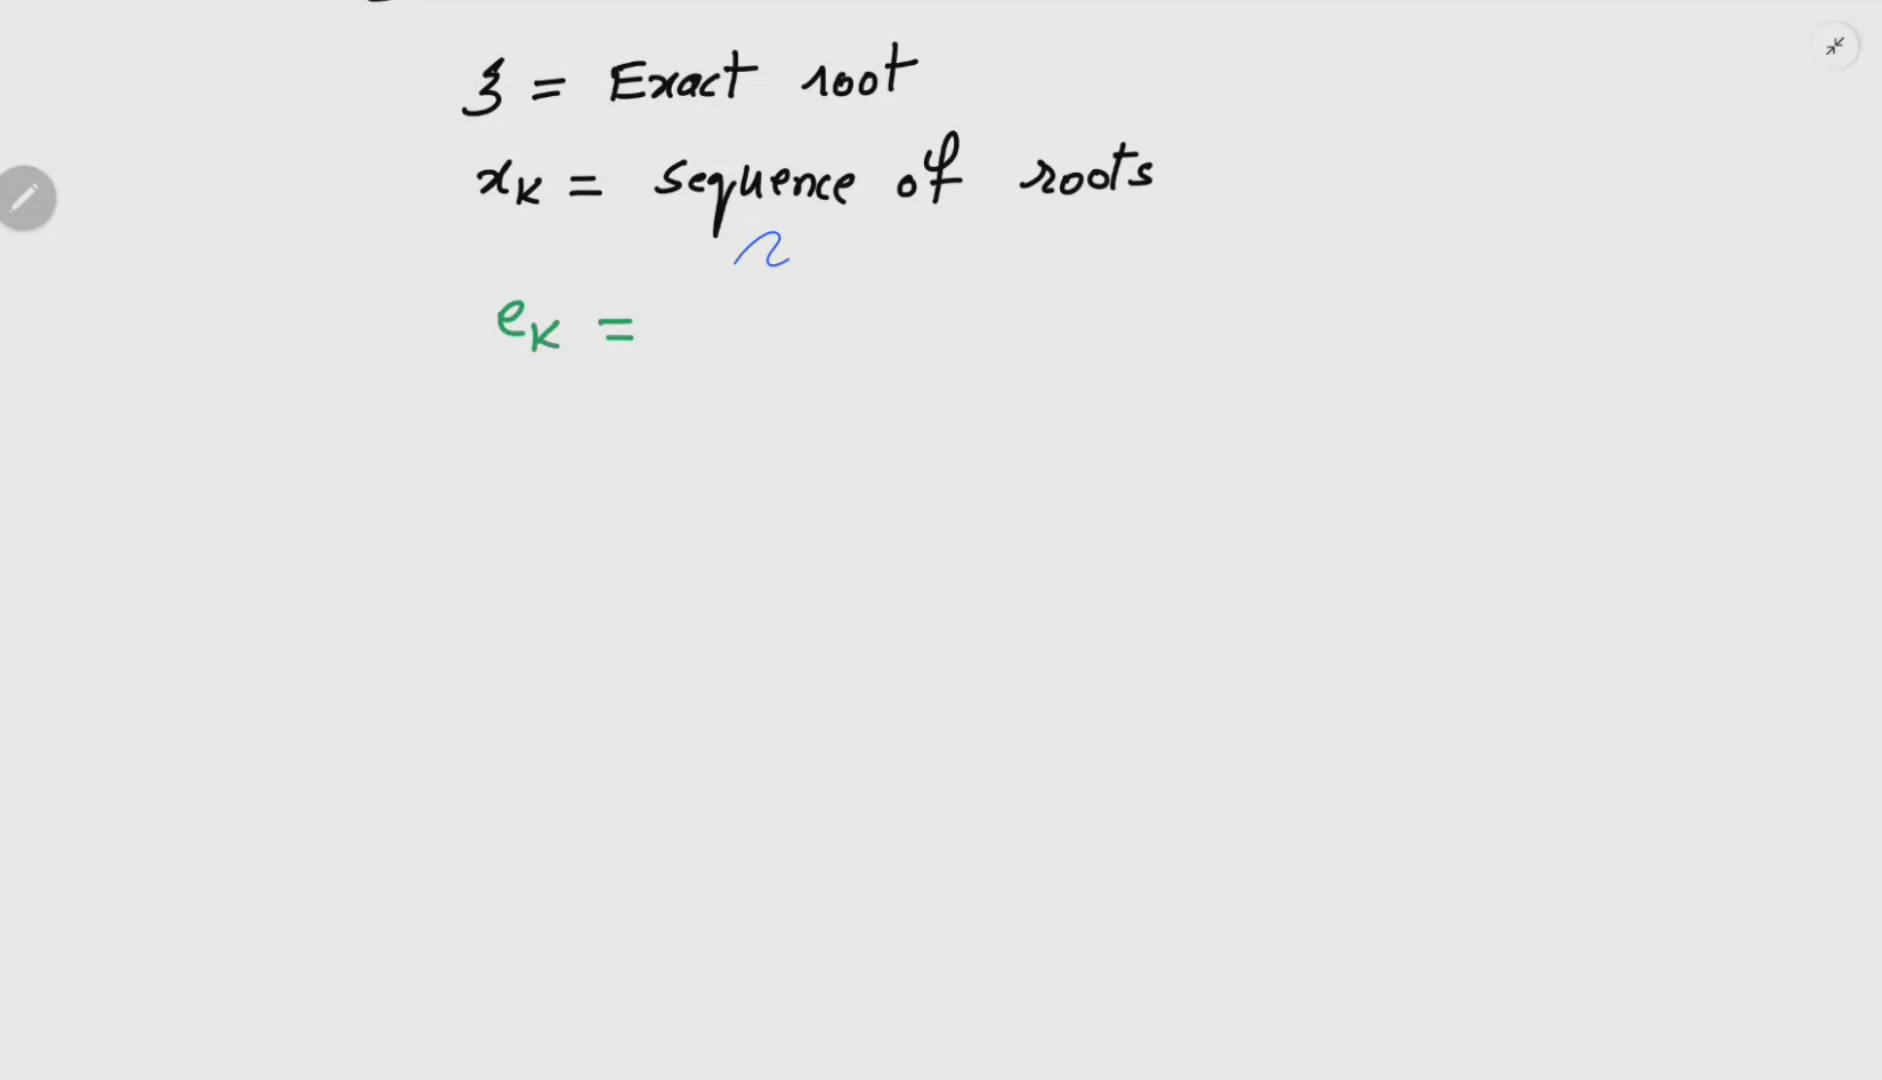 ξ = Exact root
x_K = sequence of roots
e_K =